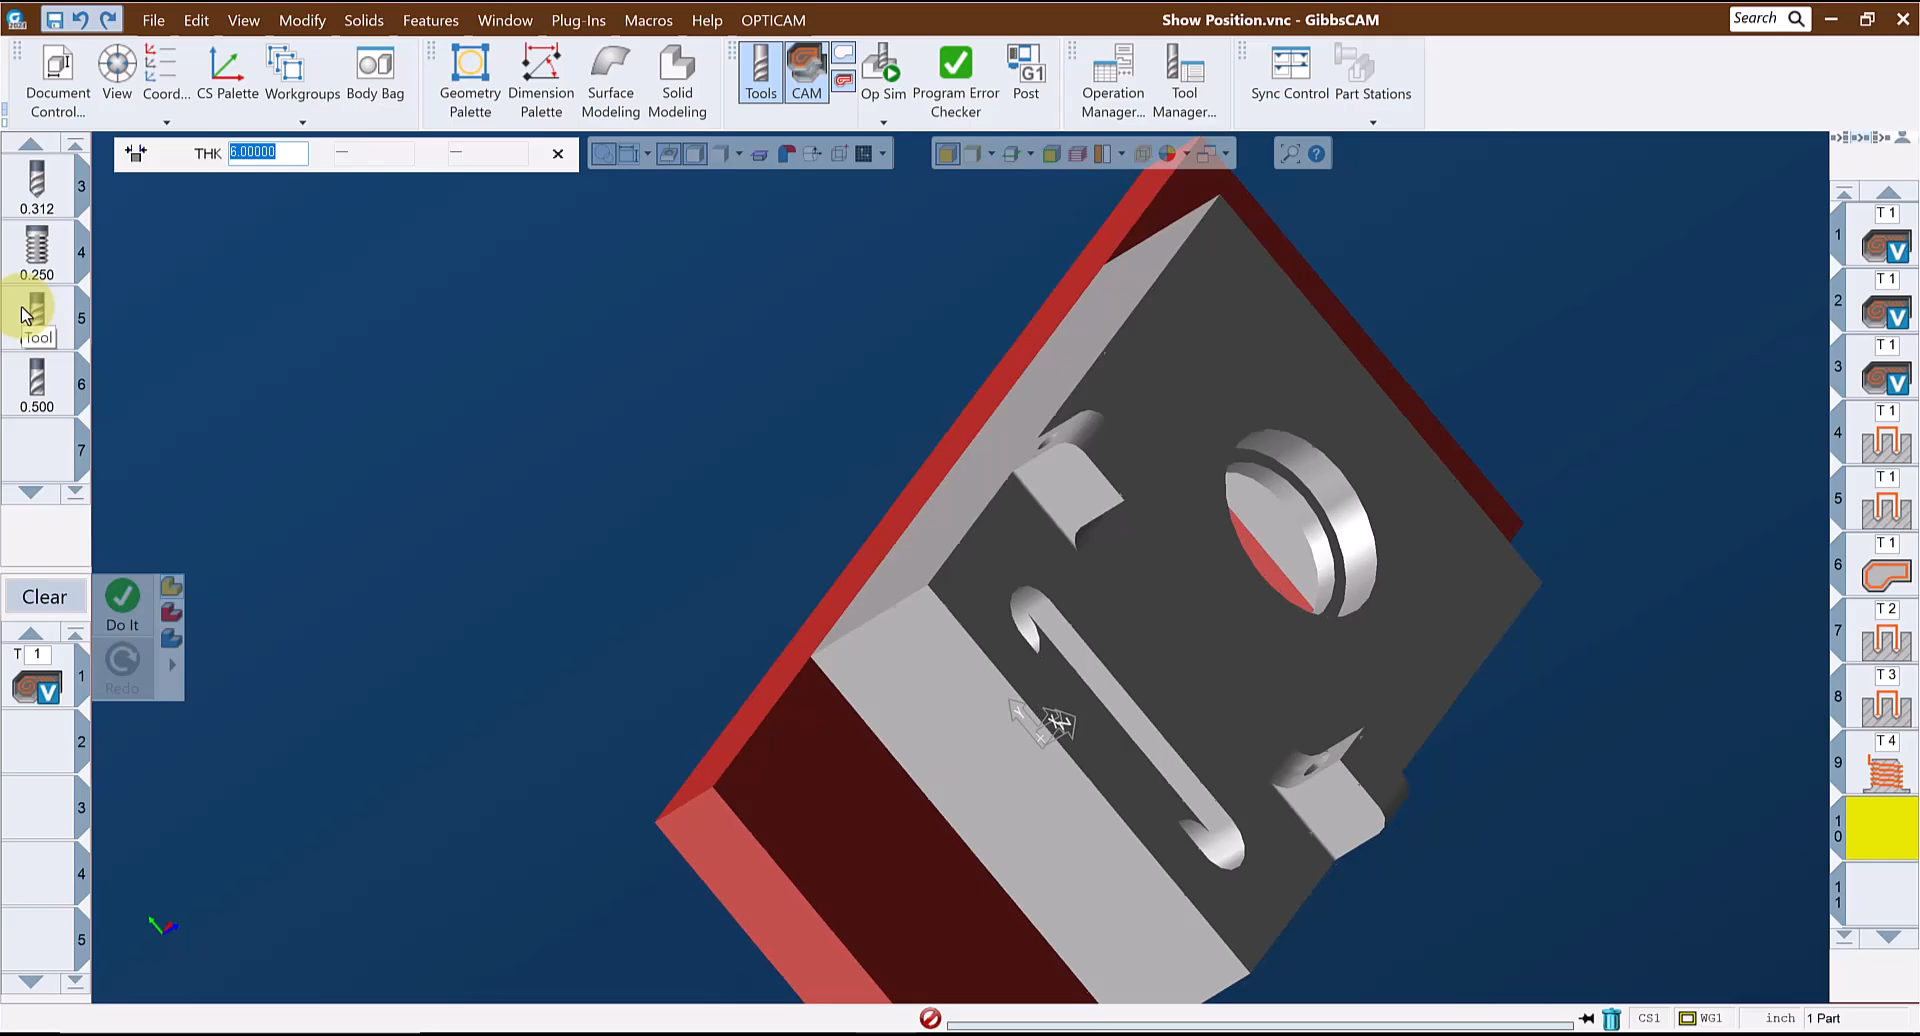 File Edit View Modify Solids Features Window Plug-Ins Macros Help OPTICAM
Show Position.vnc - GibbsCAM
Search
Document Control...
View
Coord...
CS Palette
Workgroups
Body Bag
Geometry Palette
Dimension Palette
Surface Modeling
Solid Modeling
Tools
CAM
Op Sim
Program Error Checker
G1
Post
Operation Manager...
Tool Manager...
Sync Control
Part Stations
THK 6.00000
3
0.312
4
0.250
5
Tool
6
0.500
7
Clear
Do It
Redo
T 1
1
V
2
3
4
5
Y
X
Z
T 1
1
V
T 1
2
V
T 1
3
V
T 1
4
T 1
5
T 1
6
T 2
7
T 3
8
T 4
9
10
11
CS1 WG1 inch 1 Part